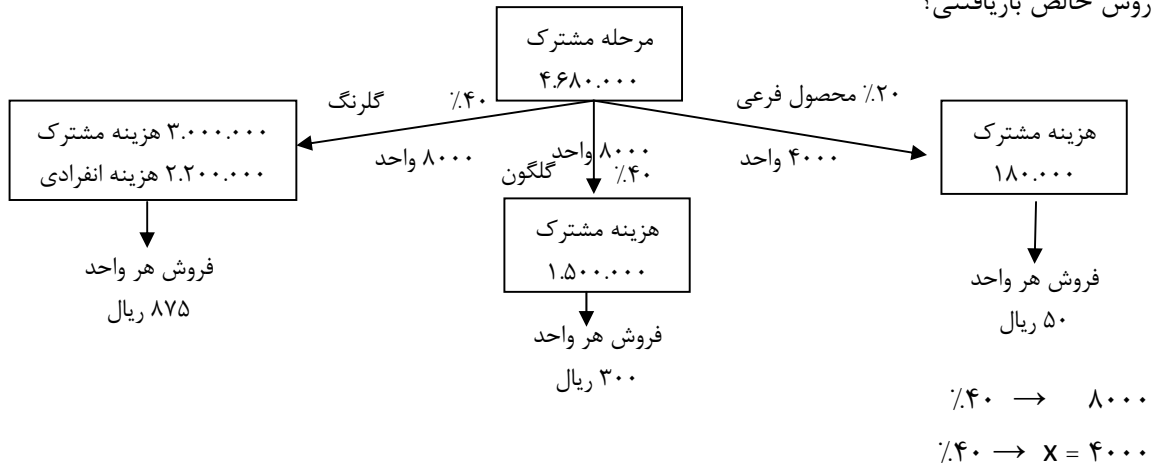 روش خالص بازیافتنی؟
مرحله مشترک
۴.۶۸۰.۰۰۰
٪۲۰ محصول فرعی
۴۰۰۰ واحد
هزینه مشترک
۱۸۰.۰۰۰
فروش هر واحد
۵۰ ریال
۸۰۰۰ واحد
گلگون ٪۴۰
هزینه مشترک
۱.۵۰۰.۰۰۰
فروش هر واحد
۳۰۰ ریال
٪۴۰ گلرنگ
۸۰۰۰ واحد
۳.۰۰۰.۰۰۰ هزینه مشترک
۲.۲۰۰.۰۰۰ هزینه انفرادی
فروش هر واحد
۸۷۵ ریال
٪۴۰ → ۸۰۰۰
٪۴۰ → x = ۴۰۰۰